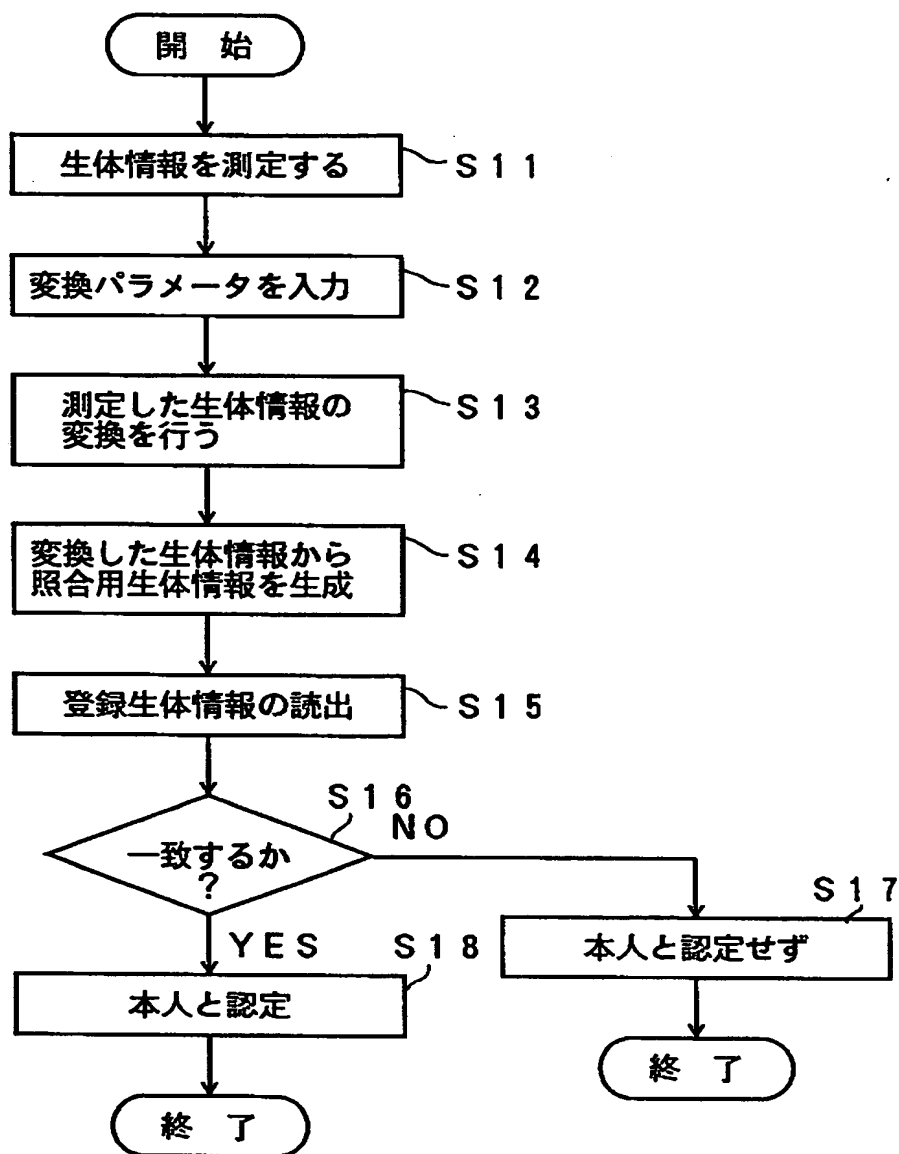 開 始
生体情報を測定する
S11
変換パラメータを入力
S12
測定した生体情報の
変換を行う
S13
変換した生体情報から
照合用生体情報を生成
S14
登録生体情報の読出
S15
S16
一致するか
?
NO
YES
S17
本人と認定せず
S18
本人と認定
終 了
終 了